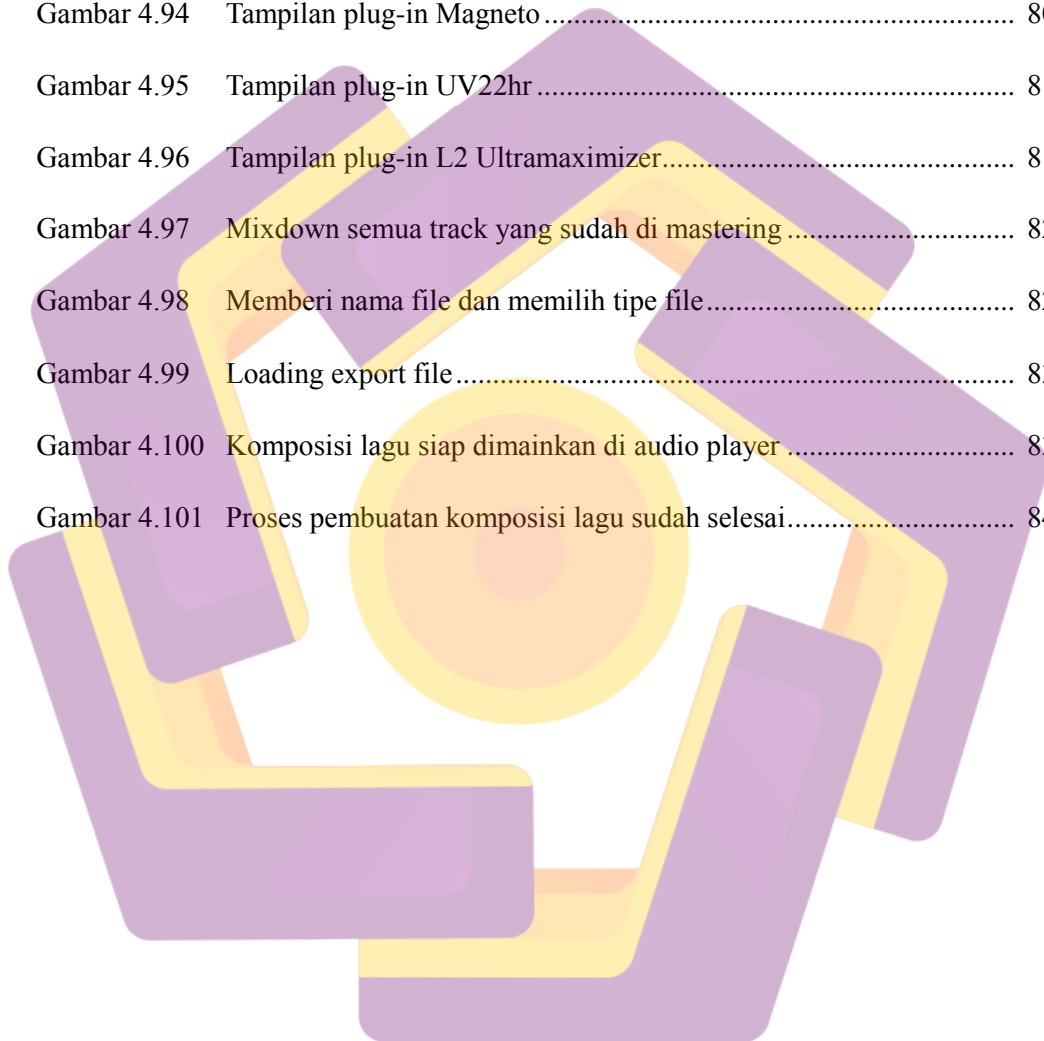 Gambar 4.94 Tampilan plug-in Magneto........................................................................ 8
Gambar 4.95 Tampilan plug-in UV22hr ........................................................................ 8
Gambar 4.96 Tampilan plug-in L2 Ultramaximizer.................................................... 8
Gambar 4.97 Mixdown semua track yang sudah di mastering ................................. 8
Gambar 4.98 Memberi nama file dan memilih tipe file............................................. 8
Gambar 4.99 Loading export file.................................................................................. 8
Gambar 4.100 Komposisi lagu siap dimainkan di audio player ................................. 8
Gambar 4.101 Proses pembuatan komposisi lagu sudah selesai................................. 84